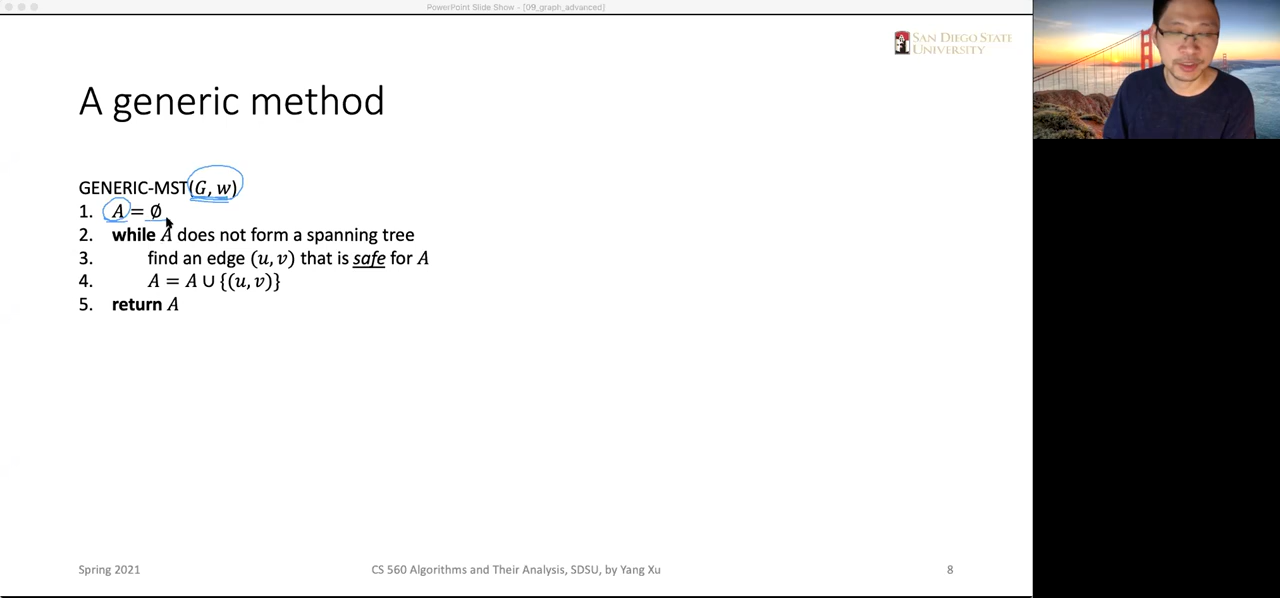 PowerPoint Slide Show - [09_graph_advanced]
SAN DIEGO STATE
UNIVERSITY
A generic method
GENERIC-MST(G, w)
1. A = ∅
2. while A does not form a spanning tree
3. find an edge (u, v) that is safe for A
4. A = A ∪ {(u, v)}
5. return A
Spring 2021
CS 560 Algorithms and Their Analysis, SDSU, by Yang Xu
8